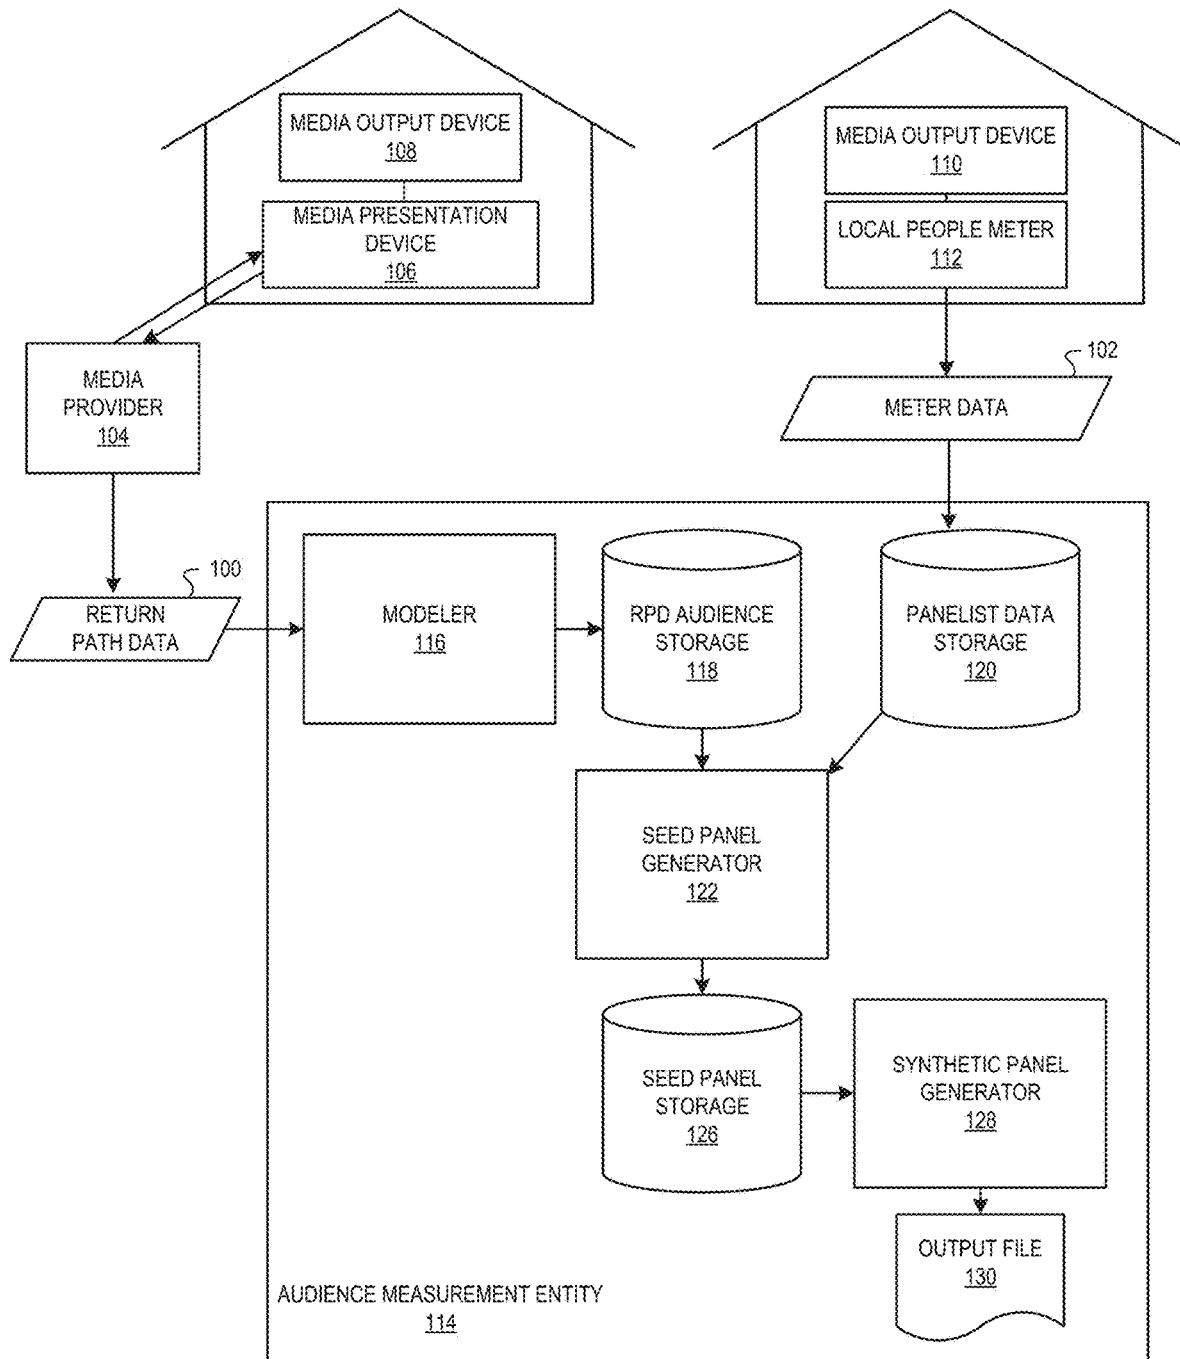 MEDIA OUTPUT DEVICE
108
MEDIA PRESENTATION
DEVICE
106
MEDIA OUTPUT DEVICE
110
LOCAL PEOPLE METER
112
MEDIA
PROVIDER
104
102
METER DATA
100
RETURN
PATH DATA
MODELER
116
RPD AUDIENCE
STORAGE
118
PANELIST DATA
STORAGE
120
SEED PANEL
GENERATOR
122
SEED PANEL
STORAGE
126
SYNTHETIC PANEL
GENERATOR
128
OUTPUT FILE
130
AUDIENCE MEASUREMENT ENTITY
114